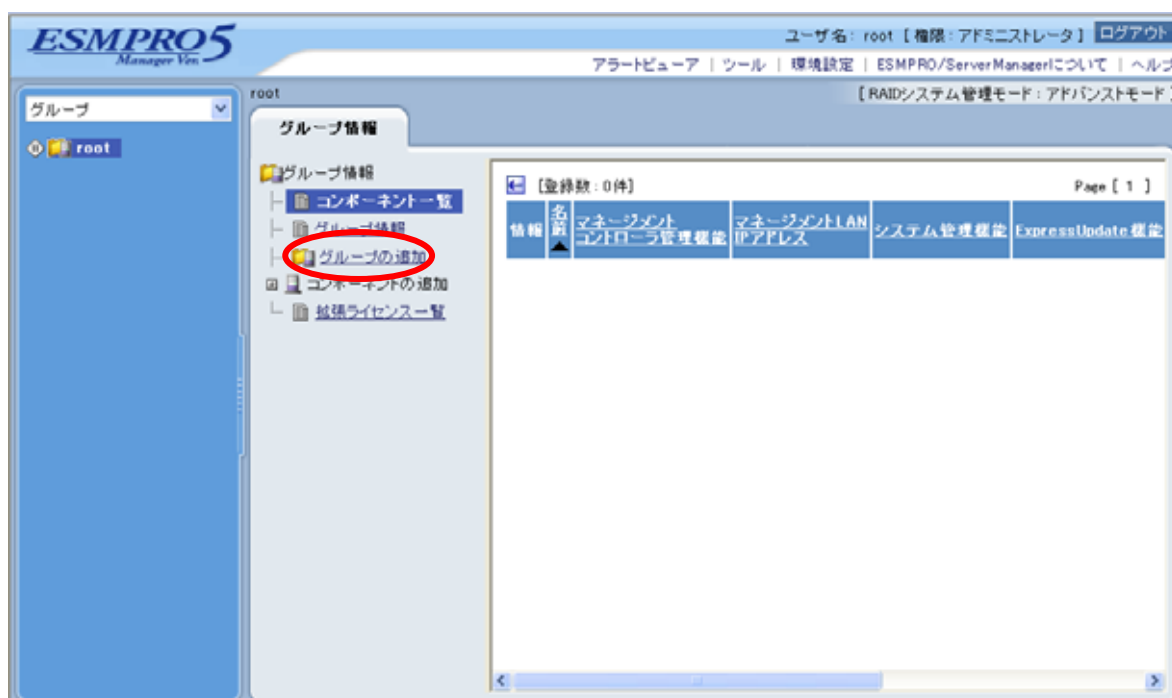 ESMPRO5
Manager Ver.
ユーザ名: root [ 権限:アドミニストレータ ] ログアウト
アラートビューア | ツール | 環境設定 | ESMPRO/ServerManagerについて | ヘルプ
グループ
root
root
[ RAIDシステム管理モード:アドバンストモード ]
グループ情報
グループ情報
コンポーネント一覧
グループ情報
グループの追加
コンポーネントの追加
拡張ライセンス一覧
[登録数:0件]
Page [ 1 ]
情報
名前▲
マネージメント
コントローラ管理機能
マネージメントLAN
IPアドレス
システム管理機能
ExpressUpdate機能